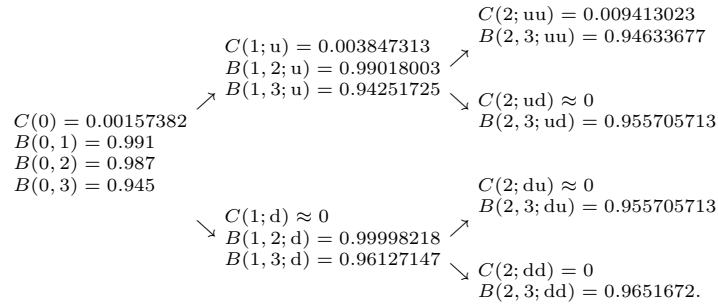 C(2; uu) = 0.009413023
B(2, 3; uu) = 0.94633677
C(1; u) = 0.003847313
B(1, 2; u) = 0.99018003
B(1, 3; u) = 0.94251725
C(2; ud) ≈ 0
B(2, 3; ud) = 0.955705713
C(0) = 0.00157382
B(0, 1) = 0.991
B(0, 2) = 0.987
B(0, 3) = 0.945
C(2; du) ≈ 0
B(2, 3; du) = 0.955705713
C(1; d) ≈ 0
B(1, 2; d) = 0.99998218
B(1, 3; d) = 0.96127147
C(2; dd) = 0
B(2, 3; dd) = 0.9651672.